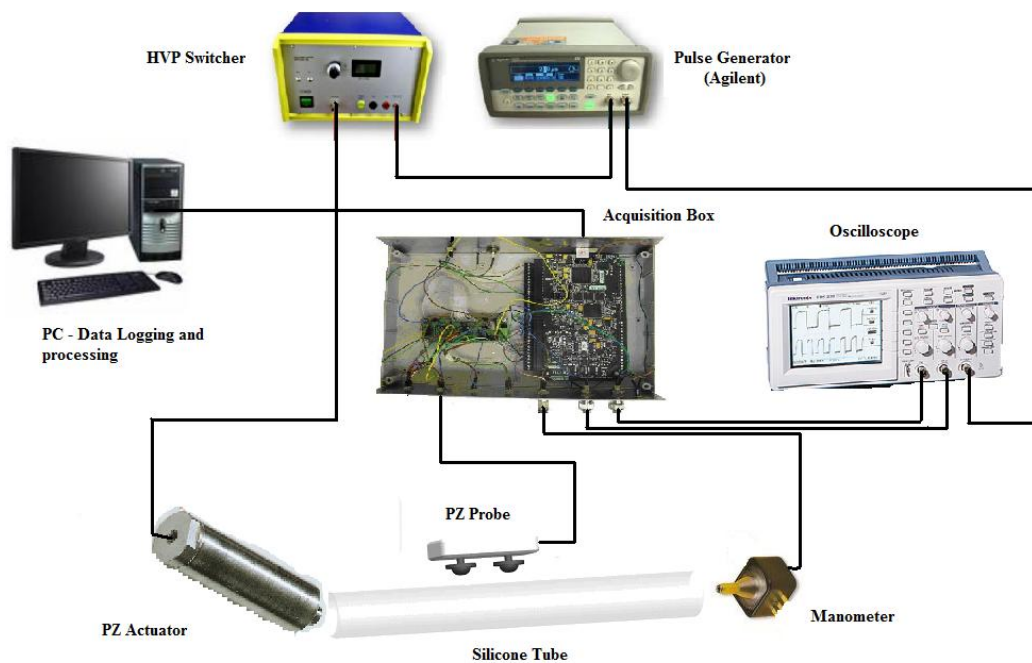 HVP Switcher
Pulse Generator
(Agilent)
Acquisition Box
Oscilloscope
PC - Data Logging and
processing
PZ Probe
PZ Actuator
Manometer
Silicone Tube